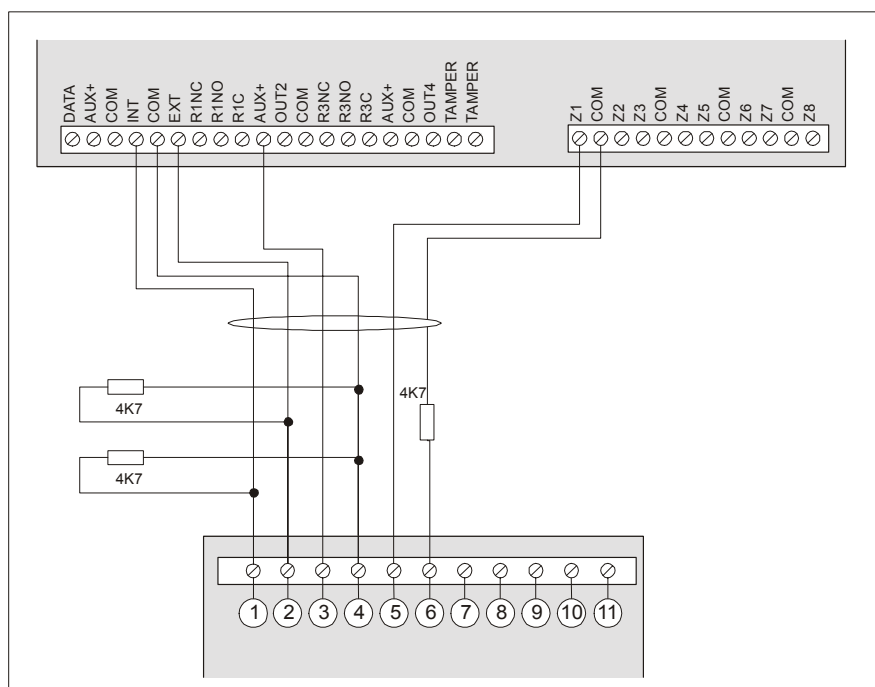 DATA
AUX+
COM
INT
COM
EXT
R1NC
R1NO
R1C
AUX+
OUT2
COM
R3NC
R3NO
R3C
AUX+
COM
OUT4
TAMPER
TAMPER
Z1
COM
Z2
Z3
COM
Z4
Z5
COM
Z6
Z7
COM
Z8
4K7
4K7
4K7
1 2 3 4 5 6 7 8 9 10 11